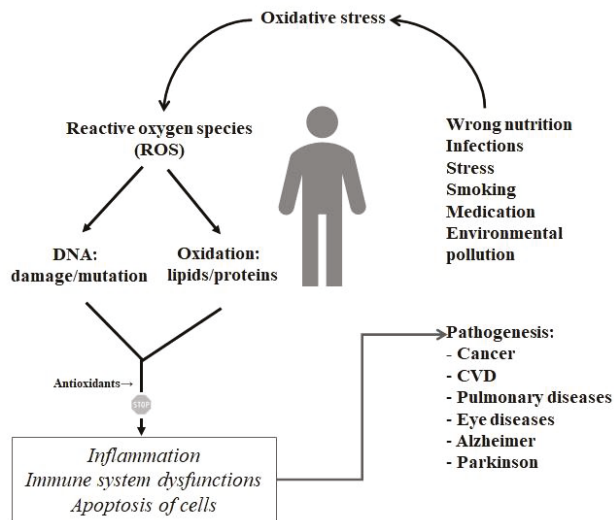 Oxidative stress
Reactive oxygen species
(ROS)
Wrong nutrition
Infections
Stress
Smoking
Medication
Environmental
pollution
DNA:
damage/mutation
Oxidation:
lipids/proteins
Antioxidants→
STOP
Inflammation
Immune system dysfunctions
Apoptosis of cells
Pathogenesis:
- Cancer
- CVD
- Pulmonary diseases
- Eye diseases
- Alzheimer
- Parkinson